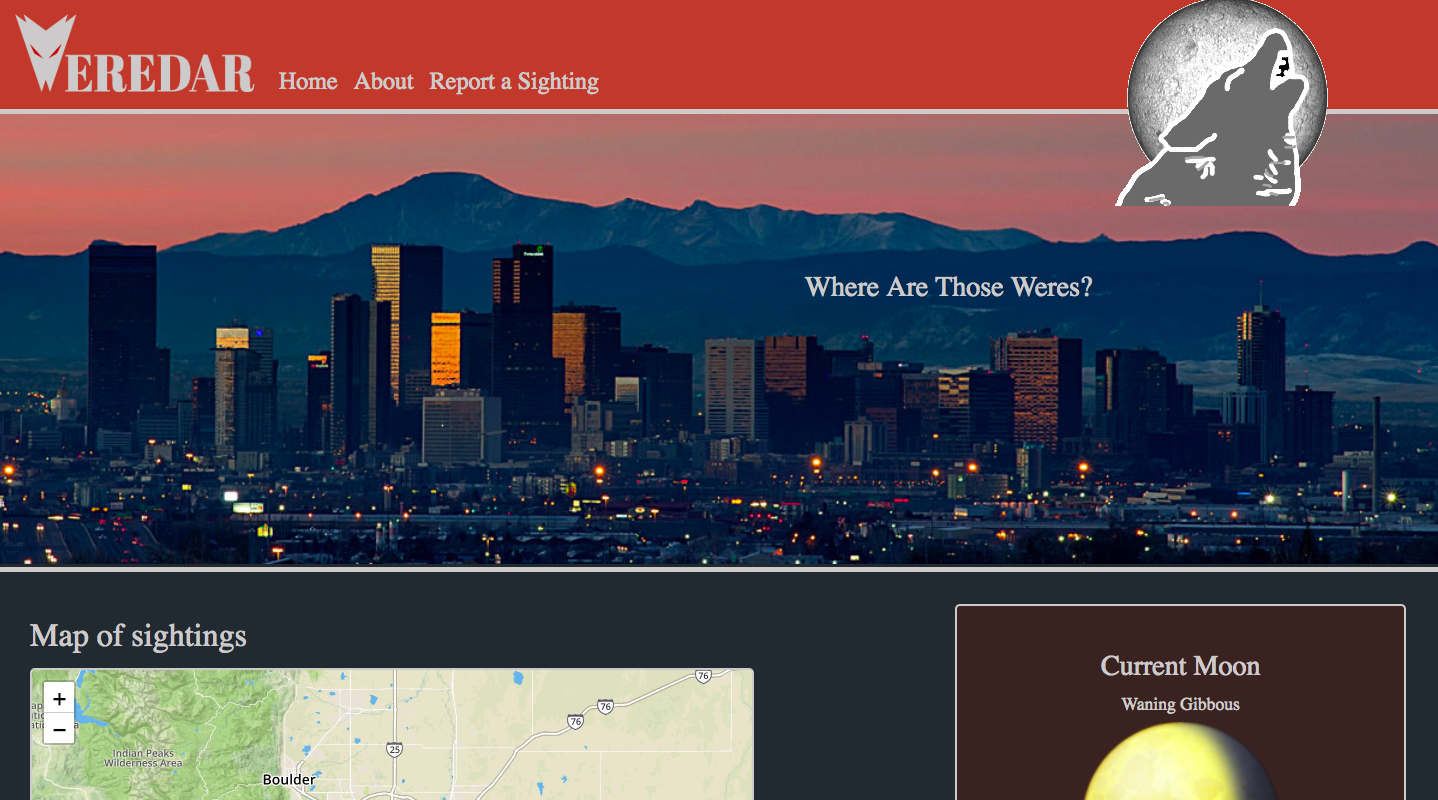 WEREDAR
Home About Report a Sighting
Where Are Those Weres?
Map of sightings
+
−
Indian Peaks
Wilderness Area
Boulder
25
76
76
76
Current Moon
Waning Gibbous